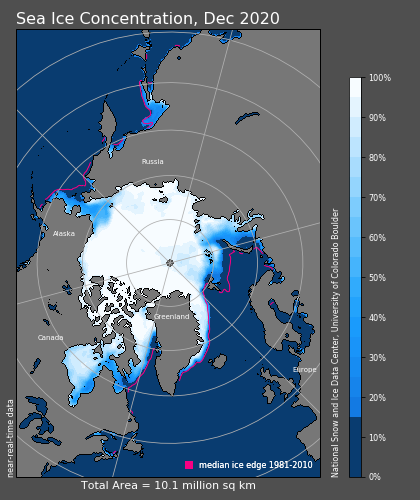 Sea Ice Concentration, Dec 2020
Russia
Alaska
Greenland
Canada
Europe
median ice edge 1981-2010
near-real-time data
Total Area = 10.1 million sq km
100%
90%
80%
70%
60%
50%
40%
30%
20%
10%
0%
National Snow and Ice Data Center, University of Colorado Boulder